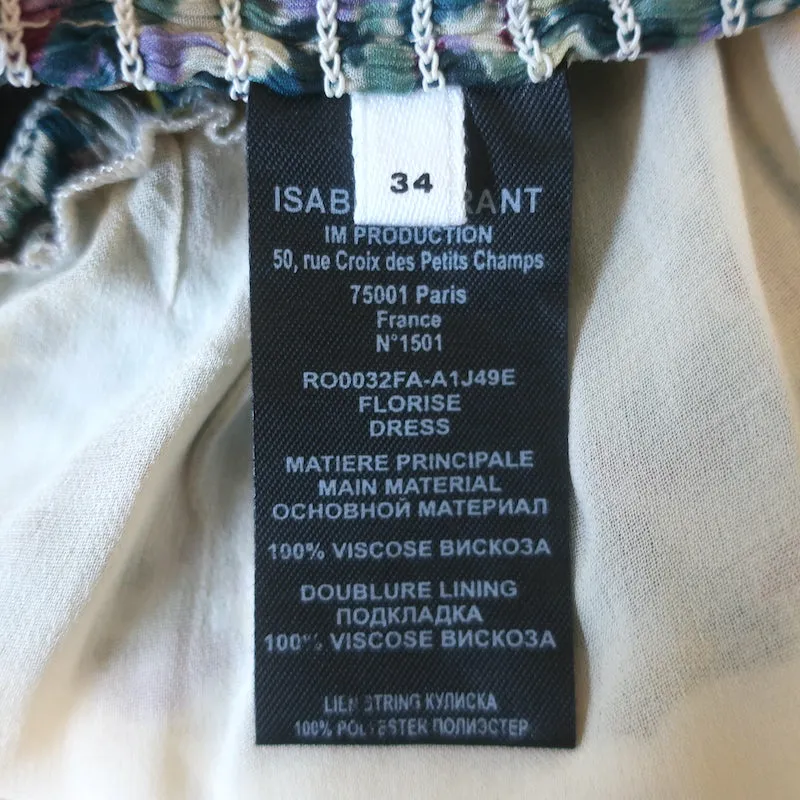 34
ISAB RANT
IM PRODUCTION
50, rue Croix des Petits Champs
75001 Paris
France
N°1501
RO0032FA-A1J49E
FLORISE
DRESS
MATIERE PRINCIPALE
MAIN MATERIAL
ОСНОВНОЙ МАТЕРИАЛ
100% VISCOSE ВИСКОЗА
DOUBLURE LINING
ПОДКЛАДКА
100% VISCOSE ВИСКОЗА
LIEN STRING КУЛИСКА
100% POLYESTER ПОЛИЭСТЕР